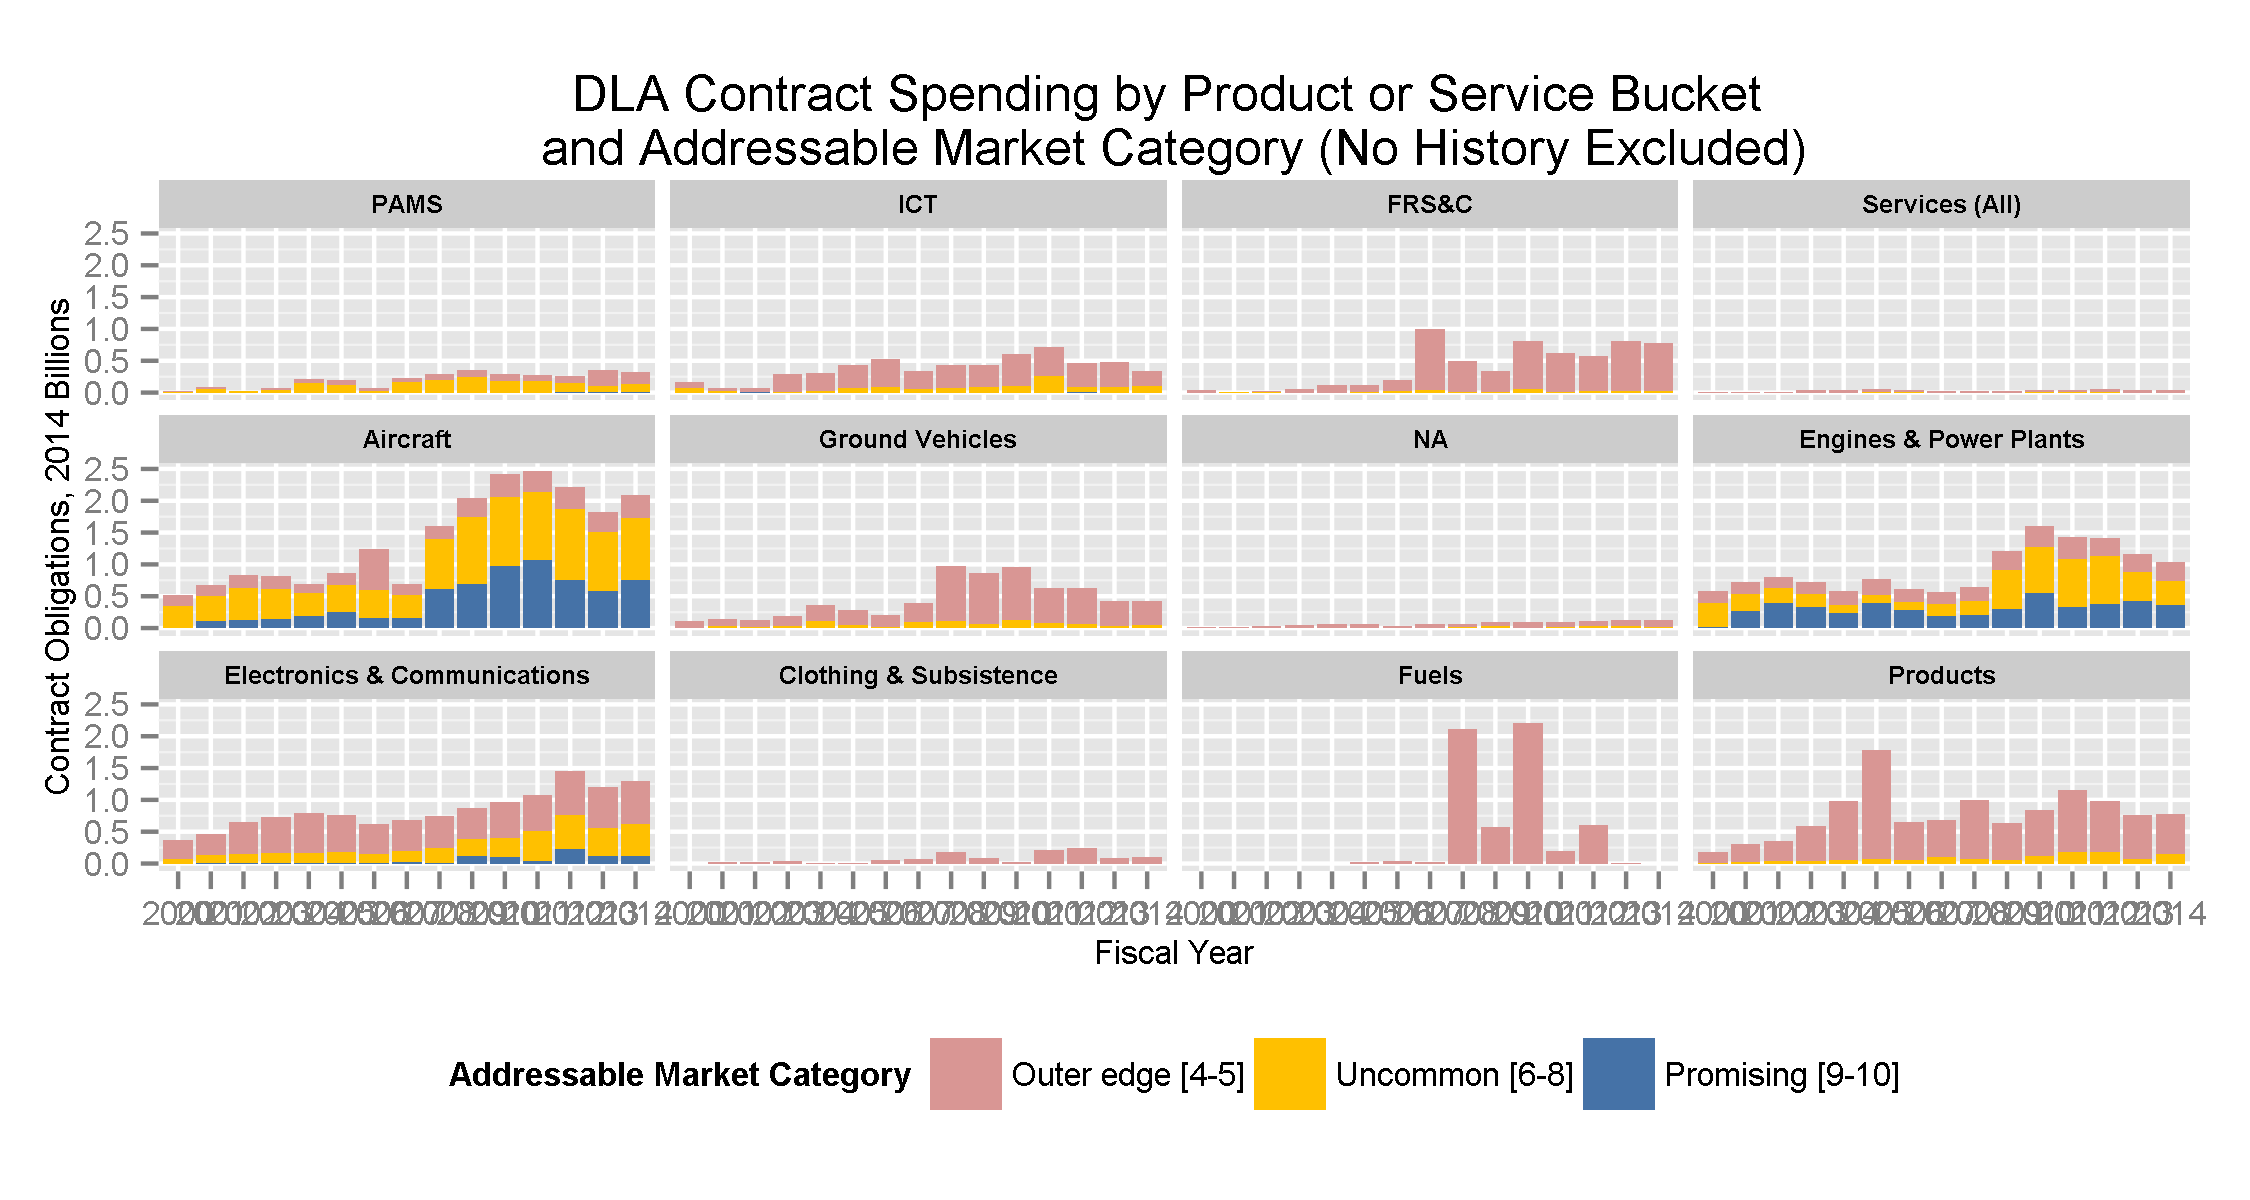 DLA Contract Spending by Product or Service Bucket
and Addressable Market Category (No History Excluded)
PAMS
ICT
FRS&C
Services (All)
2.5
2.0
1.5
1.0
0.5
0.0
Aircraft
Ground Vehicles
NA
Engines & Power Plants
2.5
2.0
1.5
1.0
0.5
0.0
Electronics & Communications
Clothing & Subsistence
Fuels
Products
2.5
2.0
1.5
1.0
0.5
0.0
Contract Obligations, 2014 Billions
Fiscal Year
Addressable Market Category
Outer edge [4-5]
Uncommon [6-8]
Promising [9-10]